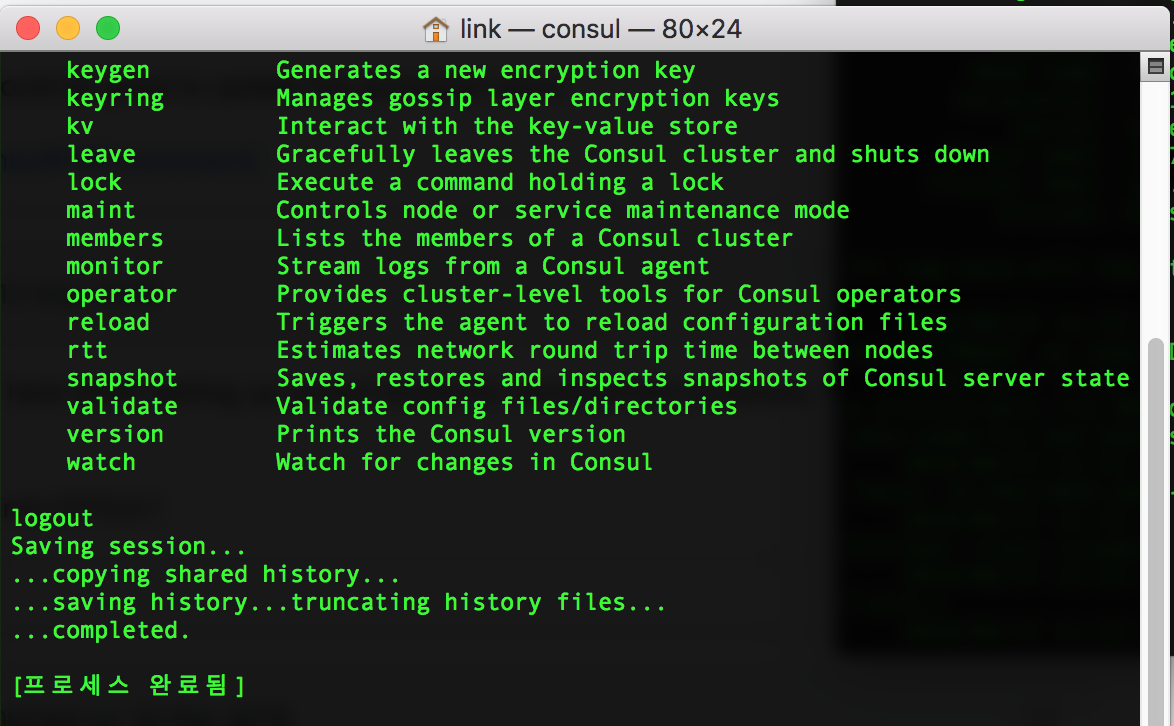 link — consul — 80×24
keygen Generates a new encryption key
keyring Manages gossip layer encryption keys
kv Interact with the key-value store
leave Gracefully leaves the Consul cluster and shuts down
lock Execute a command holding a lock
maint Controls node or service maintenance mode
members Lists the members of a Consul cluster
monitor Stream logs from a Consul agent
operator Provides cluster-level tools for Consul operators
reload Triggers the agent to reload configuration files
rtt Estimates network round trip time between nodes
snapshot Saves, restores and inspects snapshots of Consul server state
validate Validate config files/directories
version Prints the Consul version
watch Watch for changes in Consul
logout
Saving session...
...copying shared history...
...saving history...truncating history files...
...completed.
[프로세스 완료됨]